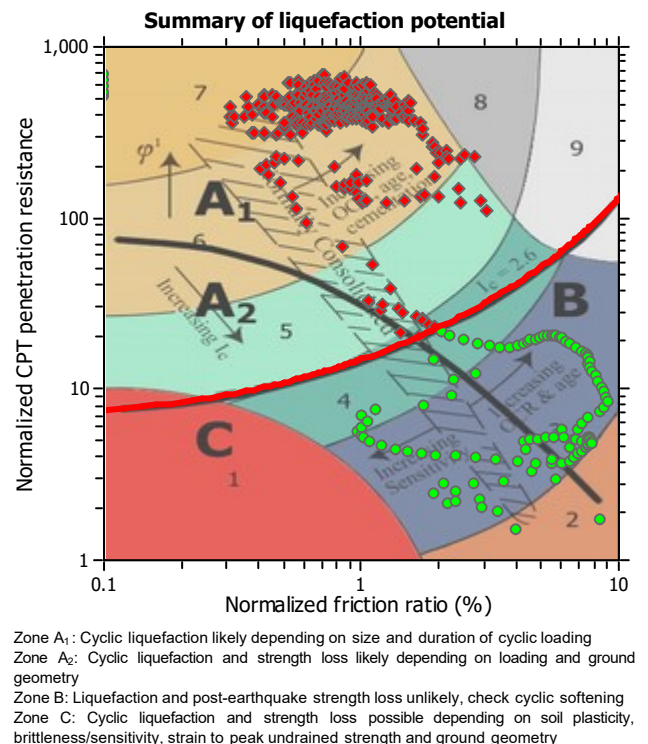 Summary of liquefaction potential
1,000
100
10
1
Normalized CPT penetration resistance
7
8
9
φ'
Increasing
OCR, age,
cementation
A1
Normally Consolidated
6
Ic = 2.6
A2
B
Increasing Ic
5
4
Increasing
OCR & age
C
Increasing
Sensitivity
1
2
0.1
1
10
Normalized friction ratio (%)
Zone A1: Cyclic liquefaction likely depending on size and duration of cyclic loading
Zone A2: Cyclic liquefaction and strength loss likely depending on loading and ground
geometry
Zone B: Liquefaction and post-earthquake strength loss unlikely, check cyclic softening
Zone C: Cyclic liquefaction and strength loss possible depending on soil plasticity,
brittleness/sensitivity, strain to peak undrained strength and ground geometry